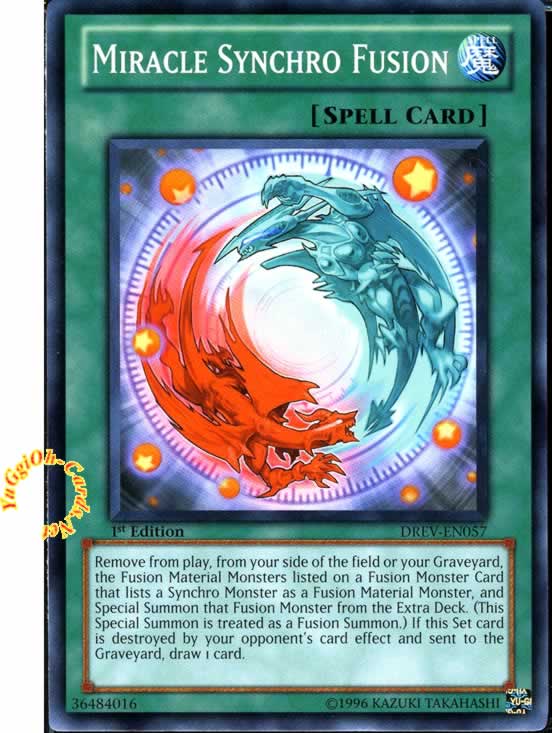 MIRACLE SYNCHRO FUSION
SPELL
魔
[SPELL CARD]
YuGgiOh-Cards.Net
1st Edition
DREV-EN057
Remove from play, from your side of the field or your Graveyard,
the Fusion Material Monsters listed on a Fusion Monster Card
that lists a Synchro Monster as a Fusion Material Monster, and
Special Summon that Fusion Monster from the Extra Deck. (This
Special Summon is treated as a Fusion Summon.) If this Set card
is destroyed by your opponent's card effect and sent to the
Graveyard, draw 1 card.
36484016
©1996 KAZUKI TAKAHASHI